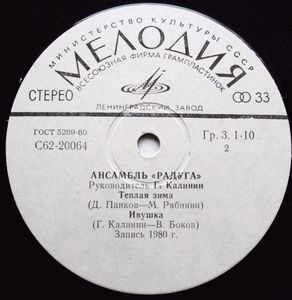 МИНИСТЕРСТВО КУЛЬТУРЫ СССР
МЕЛОДИЯ
ВСЕСОЮЗНАЯ ФИРМА ГРАМПЛАСТИНОК
СТЕРЕО 33
ЛЕНИНГРАДСКИЙ ЗАВОД
ГОСТ 5289-80 Гр. 3. 1-10
С62-20064 2
АНСАМБЛЬ «РАДУГА»
Руководитель Г. Калинин
Теплая зима
(Д. Панков—М. Рябинин)
Ивушка
(Г. Калинин—В. Боков)
Запись 1980 г.